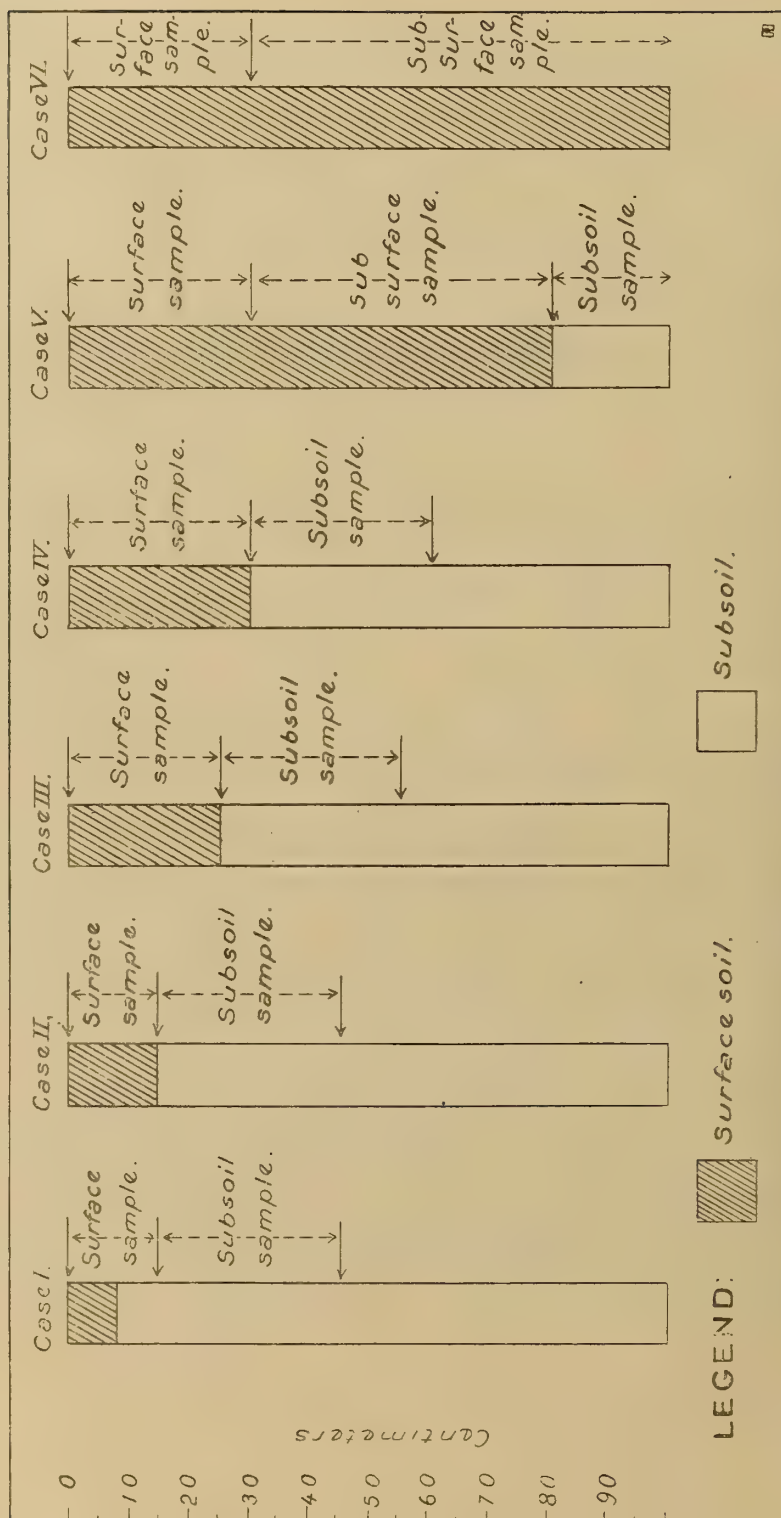 Case I.
Case II,
Case III.
Case IV.
Case V.
Case VI.
Centimeters
0
10
20
30
40
50
60
70
80
90
Surface
sample.
Subsoil
sample.
Surface
sample.
Subsoil
sample.
Surface
sample.
Subsoil
sample.
Surface
sample.
Subsoil
sample.
Surface
sample.
Sub
surface
sample.
Subsoil
sample.
Sur-
face
sam-
ple.
Sub-
Sur-
face
sam-
ple.
LEGEND:
Surface soil.
Subsoil.